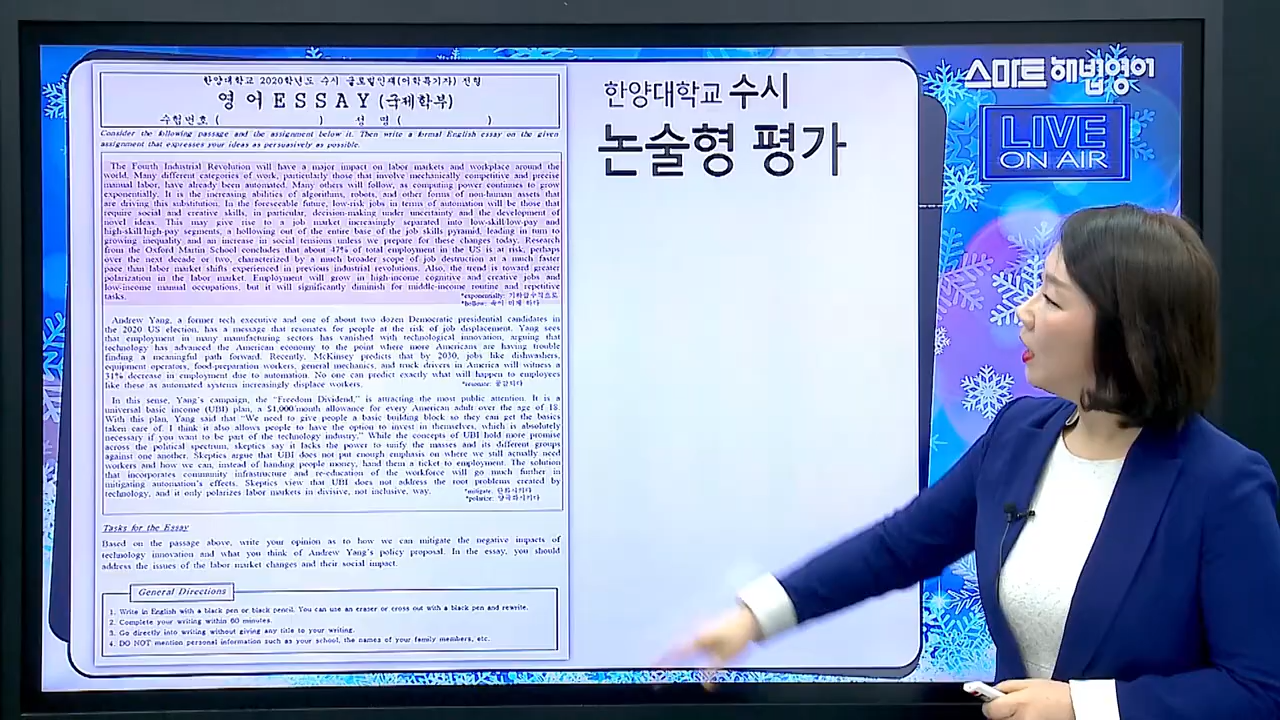 한양대학교 2020학년도 수시 글로벌인재(어학특기자) 전형
영 어 E S S A Y (국제학부)
수험번호 ( ) 성 명 ( )
Consider the following passage and the assignment below it. Then write a formal English essay on the given
assignment that expresses your ideas as persuasively as possible.
The Fourth Industrial Revolution will have a major impact on labor markets and workplace around the
world. Many different categories of work, particularly those that involve mechanically competitive and precise
manual labor, have already been automated. Many others will follow, as computing power continues to grow
exponentially. It is the increasing abilities of algorithms, robots, and other forms of non-human assets that
are driving this substitution. In the foreseeable future, low-risk jobs in terms of automation will be those that
require social and creative skills, in particular, decision-making under uncertainty and the development of
novel ideas. This may give rise to a job market increasingly separated into low-skill/low-pay and
high-skill/high-pay segments, a hollowing out of the entire base of the job skills pyramid, leading in turn to
growing inequality and an increase in social tensions unless we prepare for these changes today. Research
from the Oxford Martin School concludes that about 47% of total employment in the US is at risk, perhaps
over the next decade or two, characterized by a much broader scope of job destruction at a much faster
pace than labor market shifts experienced in previous industrial revolutions. Also, the trend is toward greater
polarization in the labor market. Employment will grow in high-income cognitive and creative jobs and
low-income manual occupations, but it will significantly diminish for middle-income routine and repetitive
tasks.
*exponentially: 기하급수적으로
*hollow: 속이 비게 하다
Andrew Yang, a former tech executive and one of about two dozen Democratic presidential candidates in
the 2020 US election, has a message that resonates for people at the risk of job displacement. Yang sees
that employment in many manufacturing sectors has vanished with technological innovation, arguing that
technology has advanced the American economy to the point where more Americans are having trouble
finding a meaningful path forward. Recently, McKinsey predicts that by 2030, jobs like dishwashers,
equipment operators, food-preparation workers, general mechanics, and truck drivers in America will witness a
31% decrease in employment due to automation. No one can predict exactly what will happen to employees
like these as automated systems increasingly displace workers.
*resonate: 공감시키다
In this sense, Yang's campaign, the "Freedom Dividend," is attracting the most public attention. It is a
universal basic income (UBI) plan, a $1,000/month allowance for every American adult over the age of 18.
With this plan, Yang said that "We need to give people a basic building block so they can get the basics
taken care of. I think it also allows people to have the option to invest in themselves, which is absolutely
necessary if you want to be part of the technology industry." While the concepts of UBI hold more promise
across the political spectrum, skeptics say it lacks the power to unify the masses and its different groups
against one another. Skeptics argue that UBI does not put enough emphasis on where we still actually need
workers and how we can, instead of handing people money, hand them a ticket to employment. The solution
that incorporates community infrastructure and re-education of the workforce will go much further in
mitigating automation's effects. Skeptics view that UBI does not address the root problems created by
technology, and it only polarizes labor markets in divisive, not inclusive, way.
*mitigate: 완화시키다
*polarize: 양극화시키다
Tasks for the Essay
Based on the passage above, write your opinion as to how we can mitigate the negative impacts of
technology innovation and what you think of Andrew Yang's policy proposal. In the essay, you should
address the issues of the labor market changes and their social impact.
General Directions
1. Write in English with a black pen or black pencil. You can use an eraser or cross out with a black pen and rewrite.
2. Complete your writing within 60 minutes.
3. Go directly into writing without giving any title to your writing.
4. DO NOT mention personal information such as your school, the names of your family members, etc.
한양대학교 수시
논술형 평가
스마트 해법영어
LIVE
ON AIR